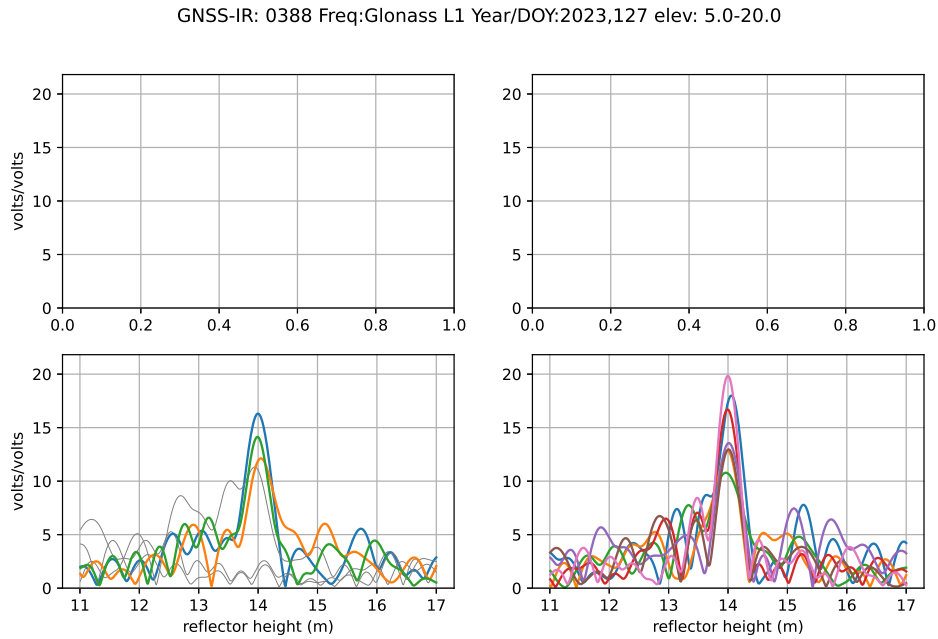 GNSS-IR: 0388 Freq:Glonass L1 Year/DOY:2023,127 elev: 5.0-20.0
volts/volts
20
15
10
5
0
0.0 0.2 0.4 0.6 0.8 1.0
20
15
10
5
0
0.0 0.2 0.4 0.6 0.8 1.0
volts/volts
20
15
10
5
0
11 12 13 14 15 16 17
reflector height (m)
20
15
10
5
0
11 12 13 14 15 16 17
reflector height (m)